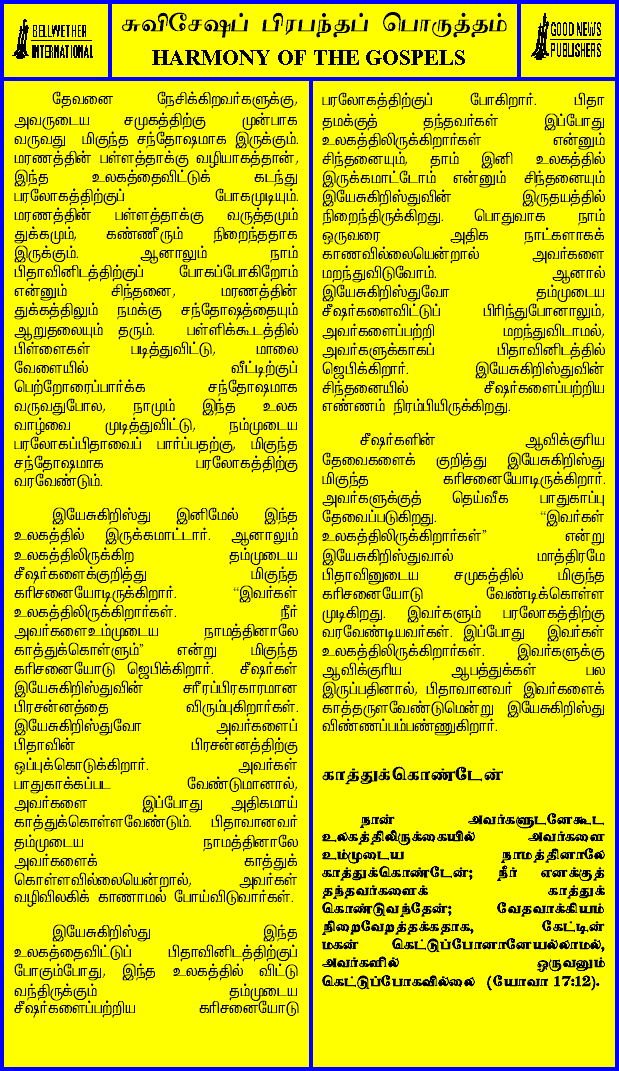 BELLWETHER
INTERNATIONAL
சுவிசேஷப் பிரபந்தப் பொருத்தம்
HARMONY OF THE GOSPELS
GOOD NEWS
PUBLISHERS
தேவனை நேசிக்கிறவர்களுக்கு,
அவருடைய சமுகத்திற்கு முன்பாக
வருவது மிகுந்த சந்தோஷமாக இருக்கும்.
மரணத்தின் பள்ளத்தாக்கு வழியாகத்தான்,
இந்த உலகத்தைவிட்டுக் கடந்து
பரலோகத்திற்குப் போகமுடியும்.
மரணத்தின் பள்ளத்தாக்கு வருத்தமும்
துக்கமும், கண்ணீரும் நிறைந்ததாக
இருக்கும். ஆனாலும் நாம்
பிதாவினிடத்திற்குப் போகப்போகிறோம்
என்னும் சிந்தனை, மரணத்தின்
துக்கத்திலும் நமக்கு சந்தோஷத்தையும்
ஆறுதலையும் தரும். பள்ளிக்கூடத்தில்
பிள்ளைகள் படித்துவிட்டு, மாலை
வேளையில் வீட்டிற்குப்
பெற்றோரைப்பார்க்க சந்தோஷமாக
வருவதுபோல, நாமும் இந்த உலக
வாழ்வை முடித்துவிட்டு, நம்முடைய
பரலோகப்பிதாவைப் பார்ப்பதற்கு, மிகுந்த
சந்தோஷமாக பரலோகத்திற்கு
வரவேண்டும்.
இயேசுகிறிஸ்து இனிமேல் இந்த
உலகத்தில் இருக்கமாட்டார். ஆனாலும்
உலகத்திலிருக்கிற தம்முடைய
சீஷர்களைக்குறித்து மிகுந்த
கரிசனையோடிருக்கிறார். “இவர்கள்
உலகத்திலிருக்கிறார்கள். நீர்
அவர்களைஉம்முடைய நாமத்தினாலே
காத்துக்கொள்ளும்” என்று மிகுந்த
கரிசனையோடு ஜெபிக்கிறார். சீஷர்கள்
இயேசுகிறிஸ்துவின் சரீரப்பிரகாரமான
பிரசன்னத்தை விரும்புகிறார்கள்.
இயேசுகிறிஸ்துவோ அவர்களைப்
பிதாவின் பிரசன்னத்திற்கு
ஒப்புக்கொடுக்கிறார். அவர்கள்
பாதுகாக்கப்பட வேண்டுமானால்,
அவர்களை இப்போது அதிகமாய்
காத்துக்கொள்ளவேண்டும். பிதாவானவர்
தம்முடைய நாமத்தினாலே
அவர்களைக் காத்துக்
கொள்ளவில்லையென்றால், அவர்கள்
வழிவிலகிக் காணாமல் போய்விடுவார்கள்.
இயேசுகிறிஸ்து இந்த
உலகத்தைவிட்டுப் பிதாவினிடத்திற்குப்
போகும்போது, இந்த உலகத்தில் விட்டு
வந்திருக்கும் தம்முடைய
சீஷர்களைப்பற்றிய கரிசனையோடு
பரலோகத்திற்குப் போகிறார். பிதா
தமக்குத் தந்தவர்கள் இப்போது
உலகத்திலிருக்கிறார்கள் என்னும்
சிந்தனையும், தாம் இனி உலகத்தில்
இருக்கமாட்டோம் என்னும் சிந்தனையும்
இயேசுகிறிஸ்துவின் இருதயத்தில்
நிறைந்திருக்கிறது. பொதுவாக நாம்
ஒருவரை அதிக நாட்களாகக்
காணவில்லையென்றால் அவர்களை
மறந்துவிடுவோம். ஆனால்
இயேசுகிறிஸ்துவோ தம்முடைய
சீஷர்களைவிட்டுப் பிரிந்துபோனாலும்,
அவர்களைப்பற்றி மறந்துவிடாமல்,
அவர்களுக்காகப் பிதாவினிடத்தில்
ஜெபிக்கிறார். இயேசுகிறிஸ்துவின்
சிந்தனையில் சீஷர்களைப்பற்றிய
எண்ணம் நிரம்பியிருக்கிறது.
சீஷர்களின் ஆவிக்குரிய
தேவைகளைக் குறித்து இயேசுகிறிஸ்து
மிகுந்த கரிசனையோடிருக்கிறார்.
அவர்களுக்குத் தெய்வீக பாதுகாப்பு
தேவைப்படுகிறது. “இவர்கள்
உலகத்திலிருக்கிறார்கள்” என்று
இயேசுகிறிஸ்துவால் மாத்திரமே
பிதாவினுடைய சமுகத்தில் மிகுந்த
கரிசனையோடு வேண்டிக்கொள்ள
முடிகிறது. இவர்களும் பரலோகத்திற்கு
வரவேண்டியவர்கள். இப்போது இவர்கள்
உலகத்திலிருக்கிறார்கள். இவர்களுக்கு
ஆவிக்குரிய ஆபத்துக்கள் பல
இருப்பதினால், பிதாவானவர் இவர்களைக்
காத்தருளவேண்டுமென்று இயேசுகிறிஸ்து
விண்ணப்பம்பண்ணுகிறார்.
காத்துக்கொண்டேன்
நான் அவர்களுடனேகூட
உலகத்திலிருக்கையில் அவர்களை
உம்முடைய நாமத்தினாலே
காத்துக்கொண்டேன்; நீர் எனக்குத்
தந்தவர்களைக் காத்துக்
கொண்டுவந்தேன்; வேதவாக்கியம்
நிறைவேறத்தக்கதாக, கேட்டின்
மகன் கெட்டுப்போனானேயல்லாமல்,
அவர்களில் ஒருவனும்
கெட்டுப்போகவில்லை (யோவா 17:12).